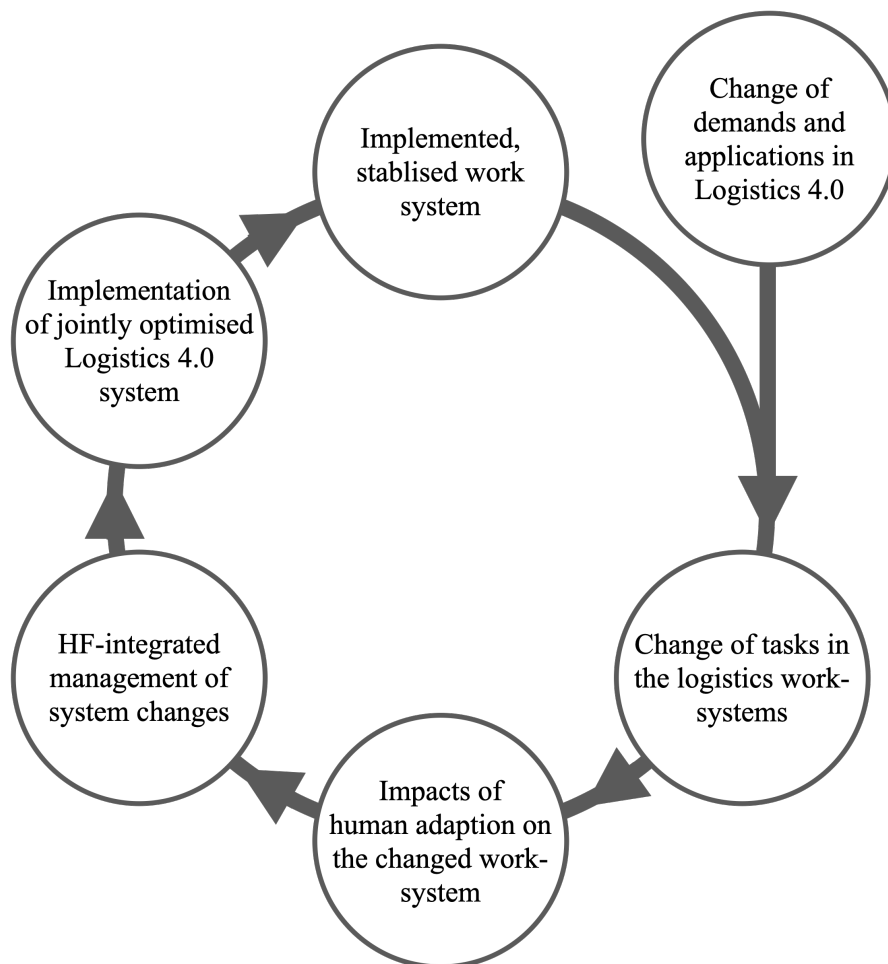 Implemented,
stablised work
system
Change of
demands and
applications in
Logistics 4.0
Change of tasks in
the logistics work-
systems
Impacts of
human adaption on
the changed work-
system
HF-integrated
management of
system changes
Implementation
of jointly optimised
Logistics 4.0
system